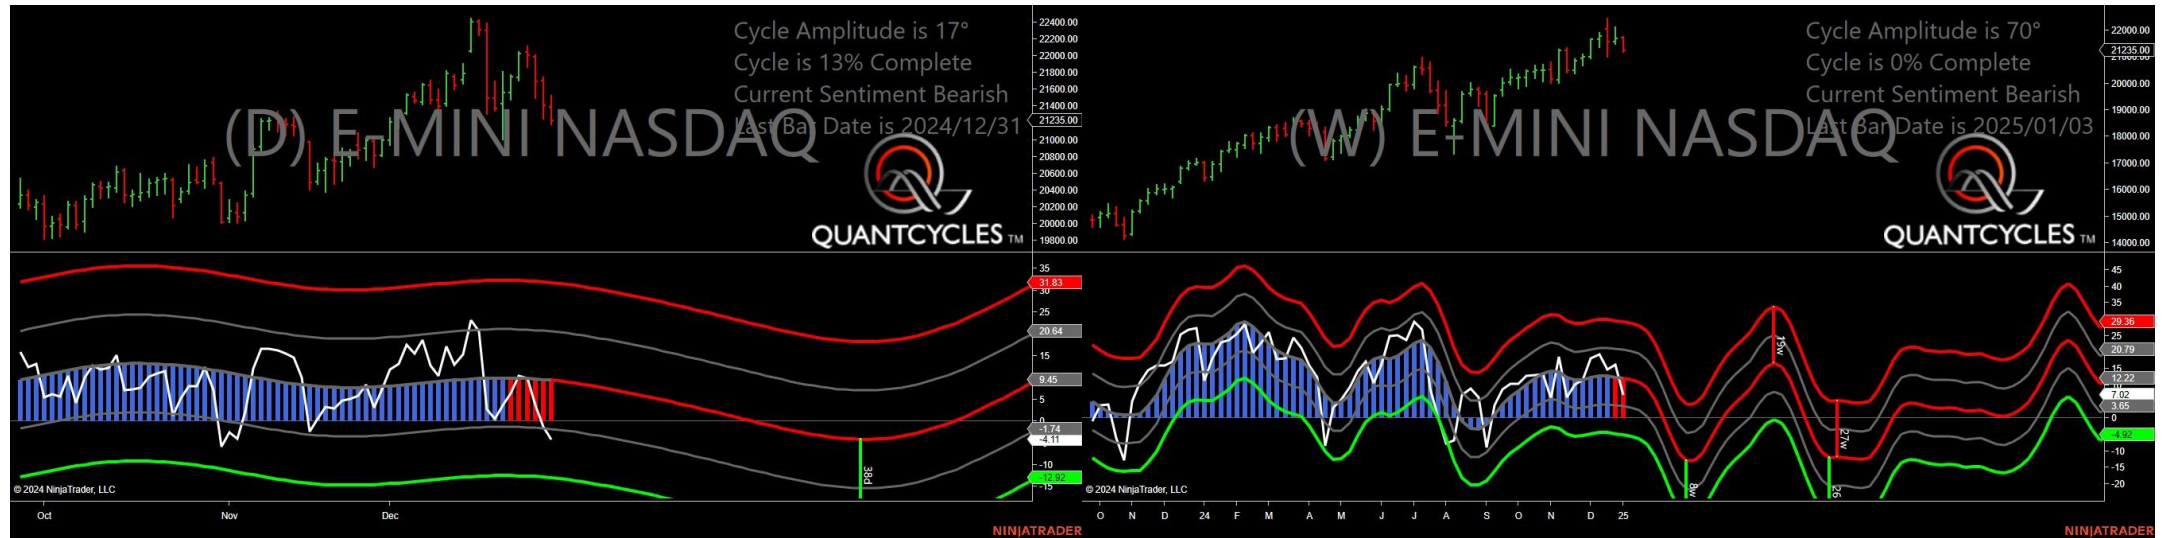 Cycle Amplitude is 17°
Cycle is 13% Complete
Current Sentiment Bearish
Last Bar Date is 2024/12/31
(D) E-MINI NASDAQ
QUANTCYCLES TM
22400.00
22200.00
22000.00
21800.00
21600.00
21400.00
21235.00
21000.00
20800.00
20600.00
20400.00
20200.00
20000.00
19800.00
35
31.83
30
25
20.64
15
9.45
5
0
-1.74
-4.11
-10
-12.92
-15
38d
© 2024 NinjaTrader, LLC
Oct Nov Dec
NINJATRADER
Cycle Amplitude is 70°
Cycle is 0% Complete
Current Sentiment Bearish
Last Bar Date is 2025/01/03
(W) E-MINI NASDAQ
QUANTCYCLES TM
22000.00
21235.00
21000.00
20000.00
19000.00
18000.00
17000.00
16000.00
15000.00
14000.00
45
40
35
29.36
25
20.79
15
12.22
7.02
3.65
0
-4.92
-10
-15
-20
19w
27w
8w
26
© 2024 NinjaTrader, LLC
O N D 24 F M A M J J A S O N D 25
NINJATRADER